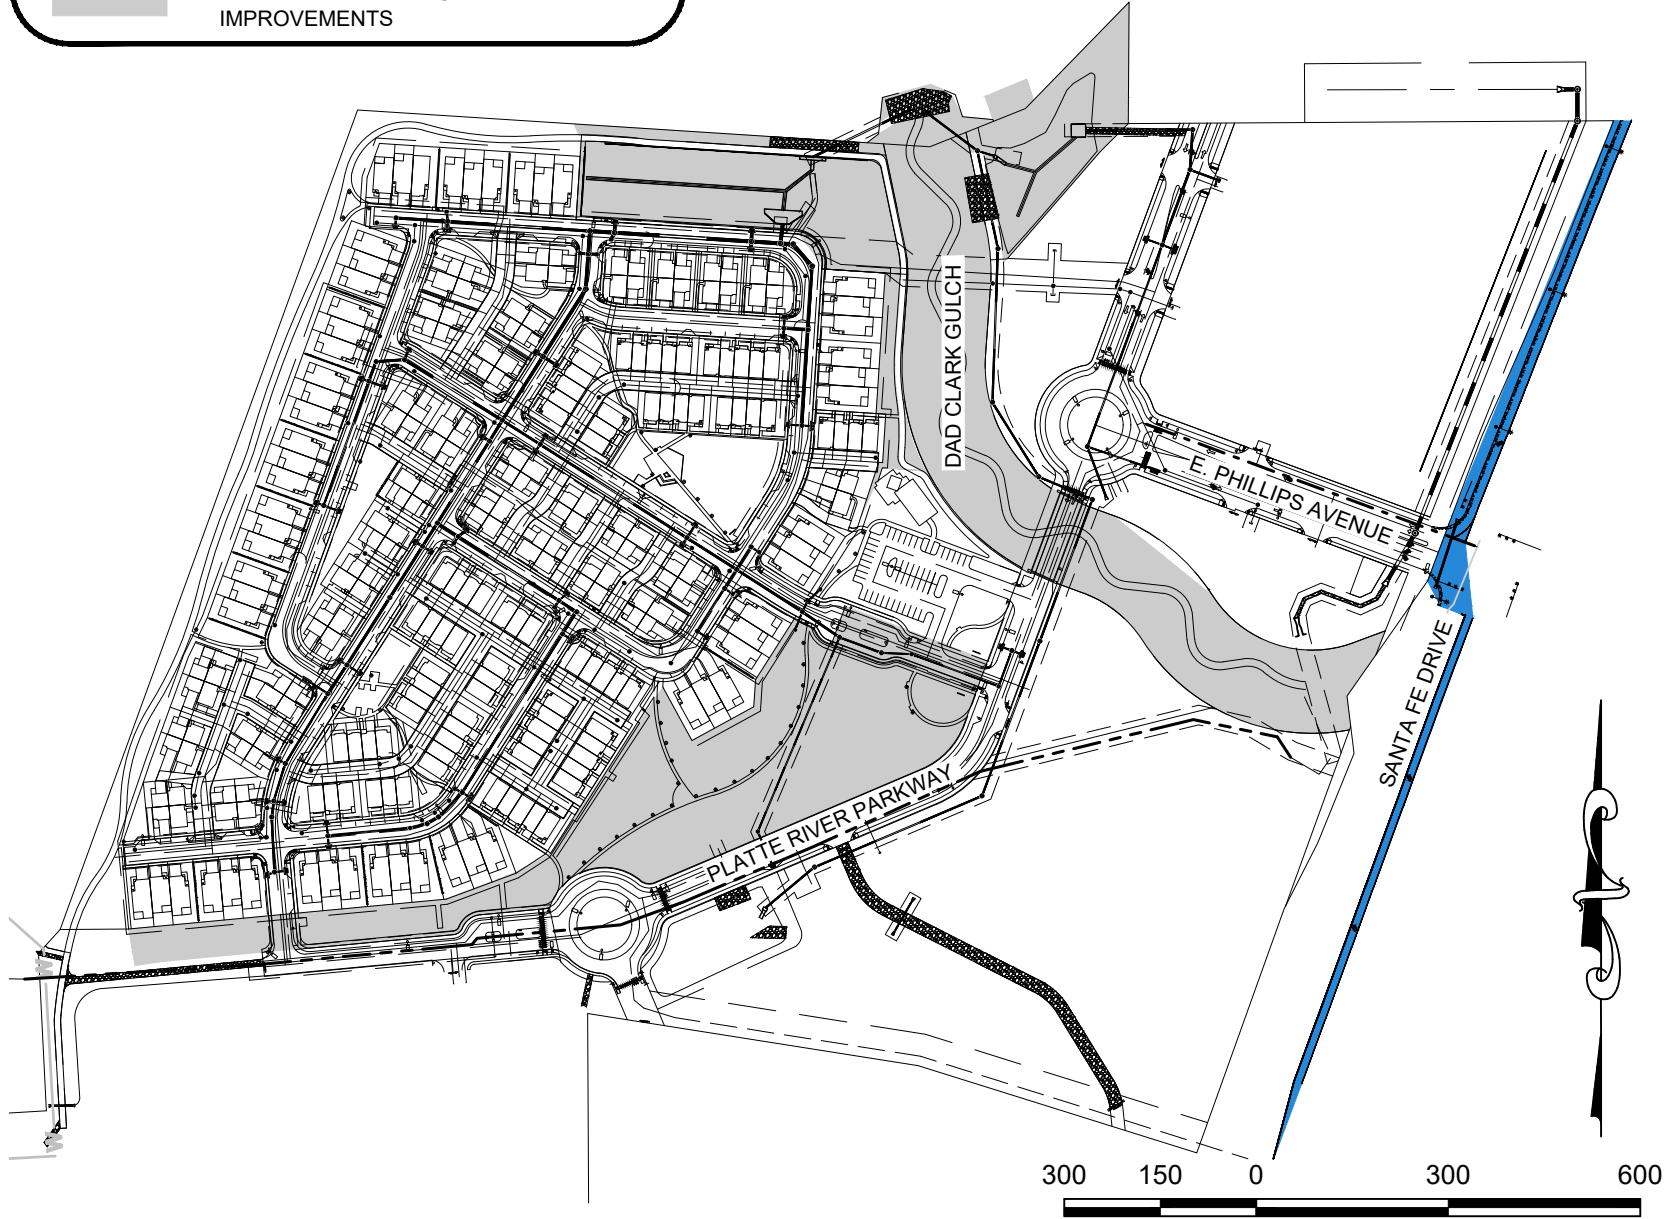 IMPROVEMENTS
DAD CLARK GULCH
E. PHILLIPS AVENUE
SANTA FE DRIVE
PLATTE RIVER PARKWAY
W
W
300 150 0 300 600